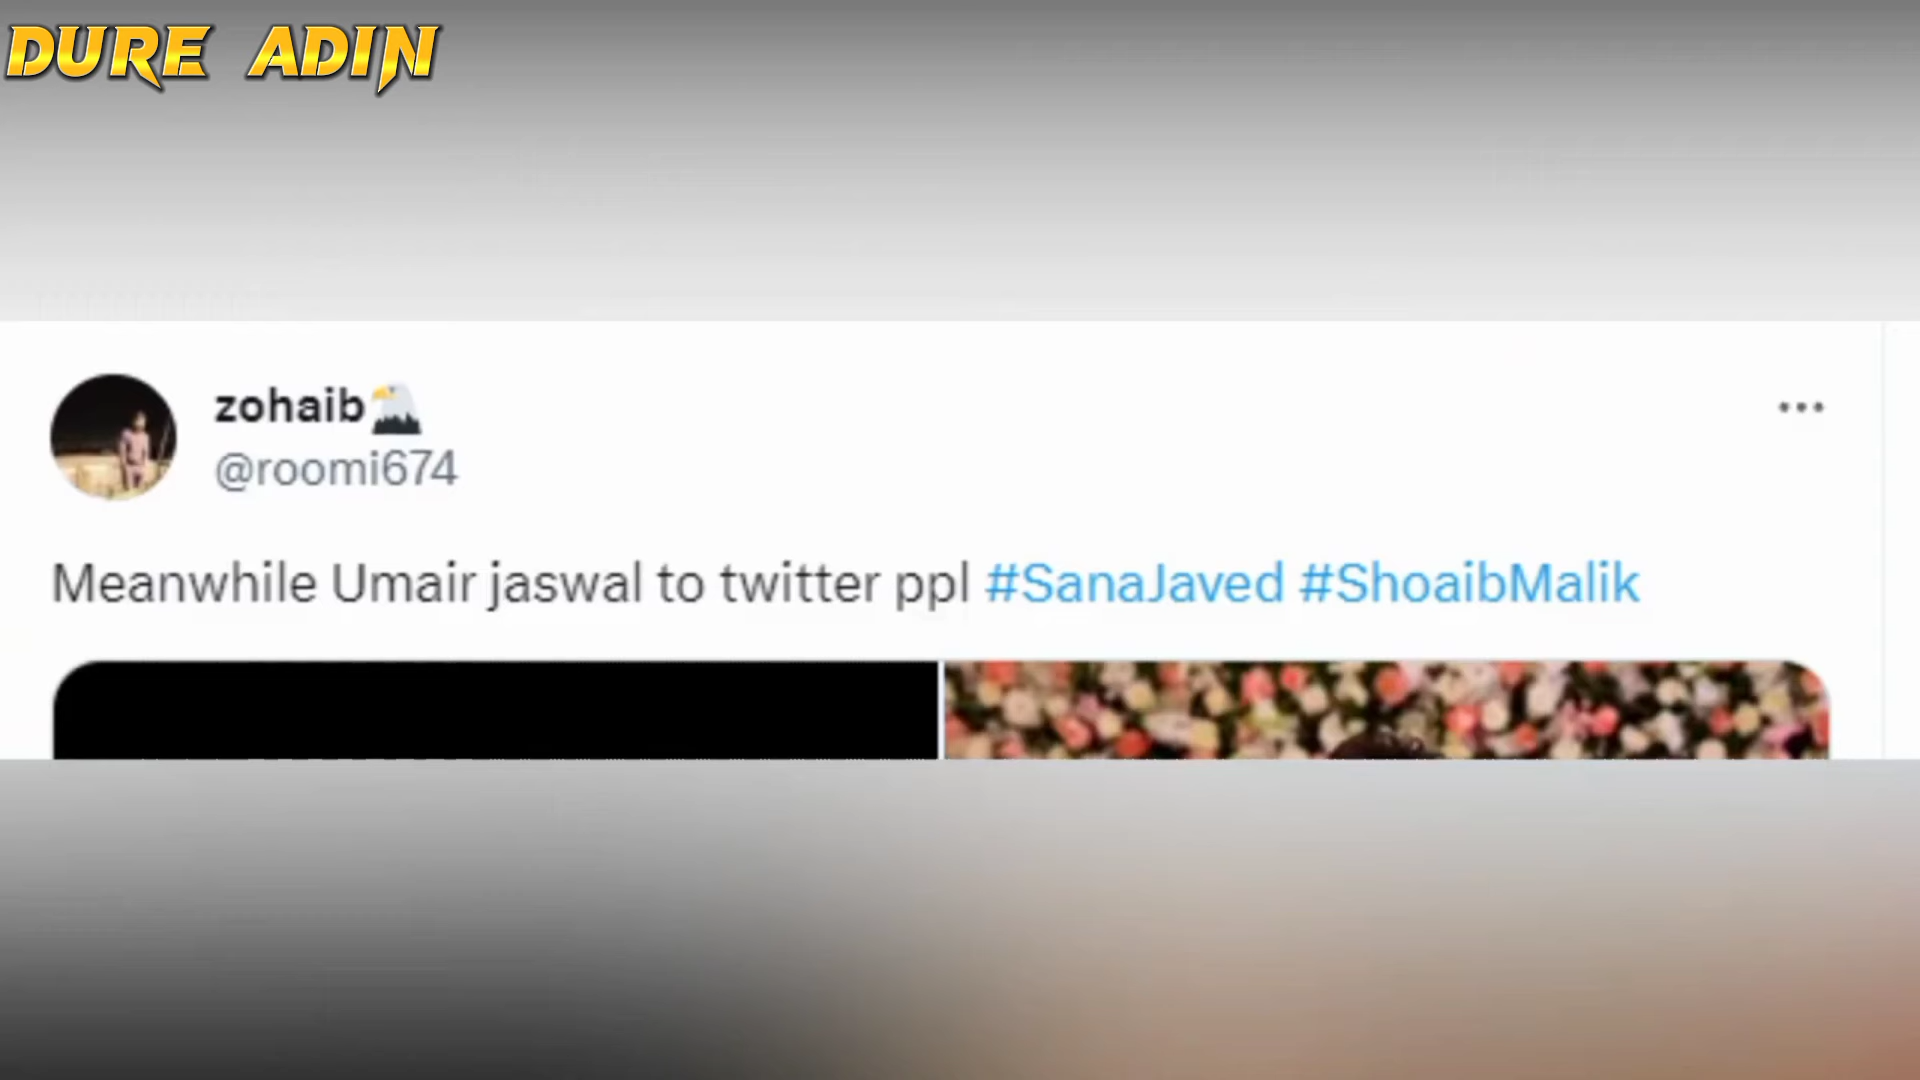 DURE ADIN
zohaib🦅
@roomi674
Meanwhile Umair jaswal to twitter ppl #SanaJaved #ShoaibMalik